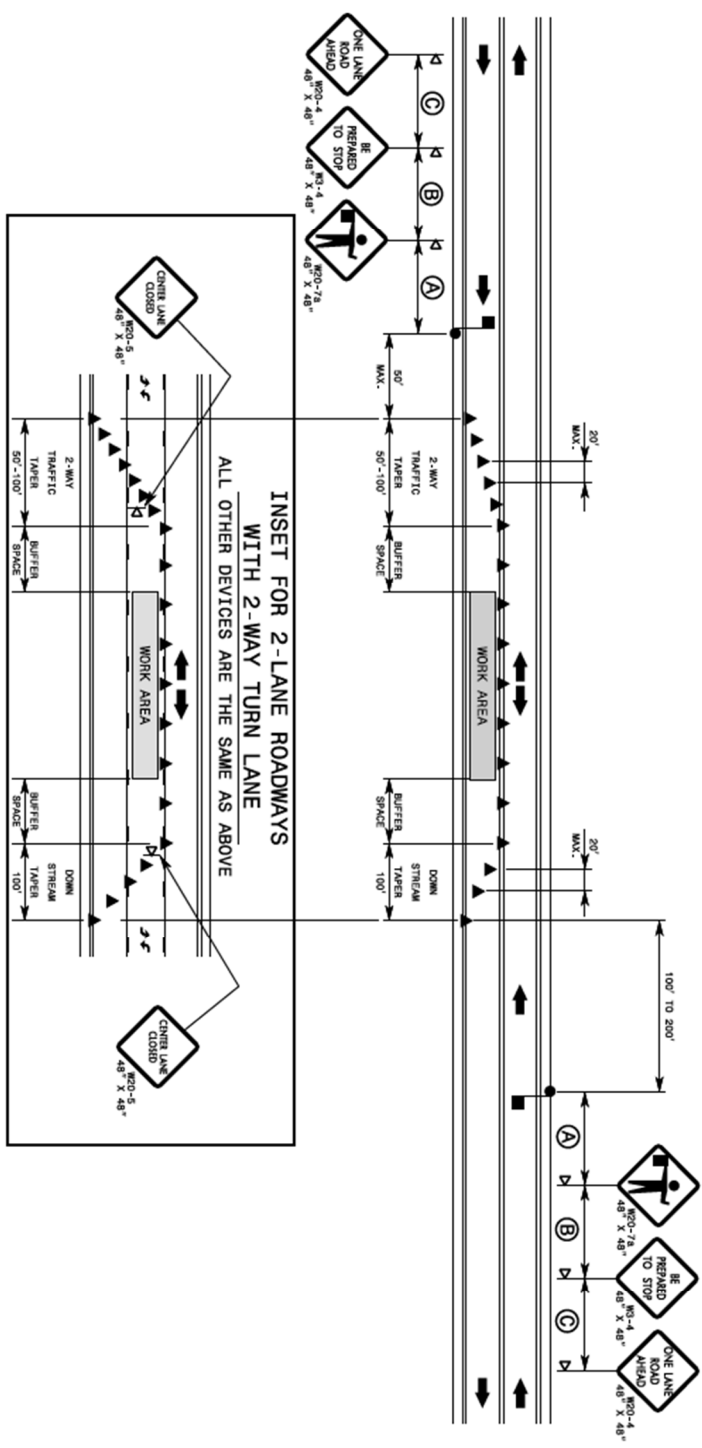 ONE LANE
ROAD
AHEAD
W20-4
48" X 48"
BE
PREPARED
TO STOP
W3-4
48" X 48"
W20-7a
48" X 48"
C
B
A
50'
MAX.
2-WAY
TRAFFIC
TAPER
50'-100'
BUFFER
SPACE
20'
MAX.
WORK AREA
BUFFER
SPACE
DOWN
STREAM
TAPER
100'
20'
MAX.
100' TO 200'
A
B
C
W20-7a
48" X 48"
BE
PREPARED
TO STOP
W3-4
48" X 48"
ONE LANE
ROAD
AHEAD
W20-4
48" X 48"
INSET FOR 2-LANE ROADWAYS
WITH 2-WAY TURN LANE
ALL OTHER DEVICES ARE THE SAME AS ABOVE
CENTER LANE
CLOSED
W20-5
48" X 48"
WORK AREA
2-WAY
TRAFFIC
TAPER
50'-100'
BUFFER
SPACE
BUFFER
SPACE
DOWN
STREAM
TAPER
100'
CENTER LANE
CLOSED
W20-5
48" X 48"